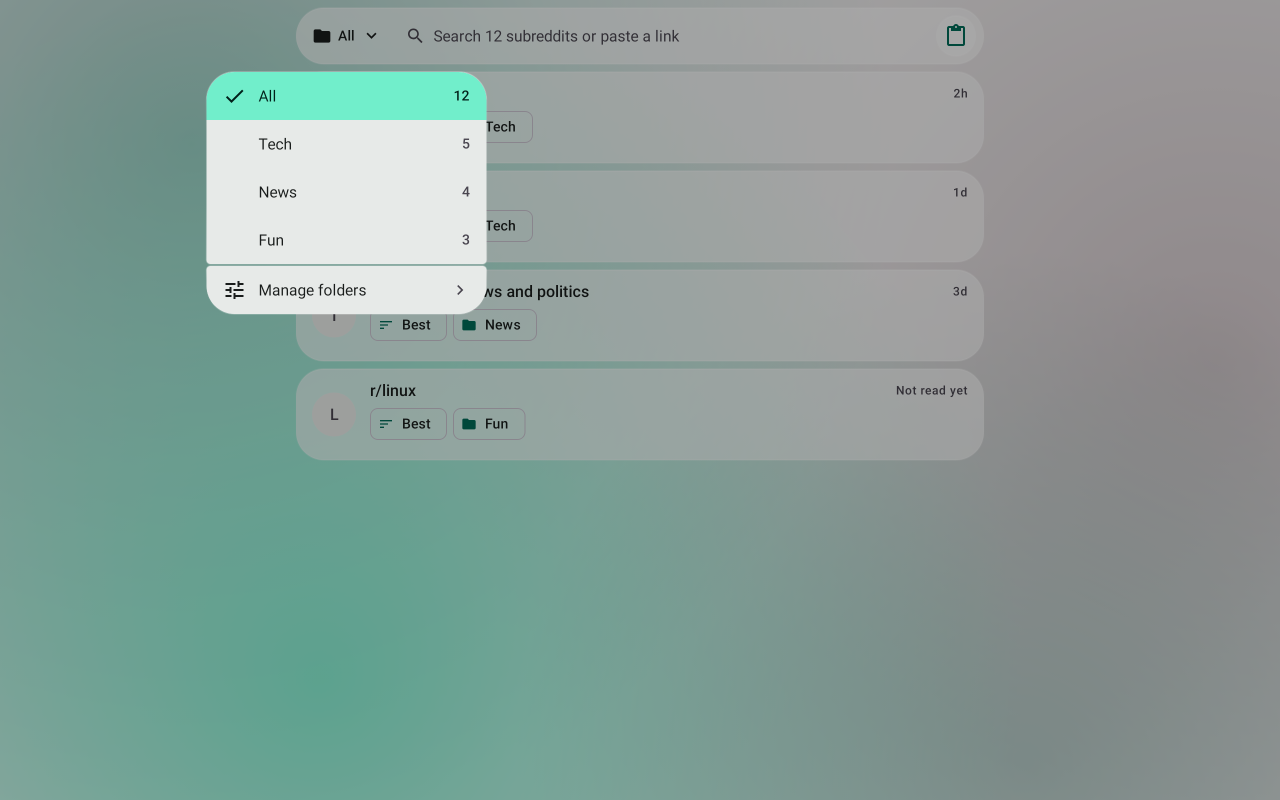 All
Search 12 subreddits or paste a link
All 12
2h
Tech 5
Tech
News 4
1d
Tech
Fun 3
Manage folders
and politics
3d
Best
News
r/linux
Not read yet
L
Best
Fun